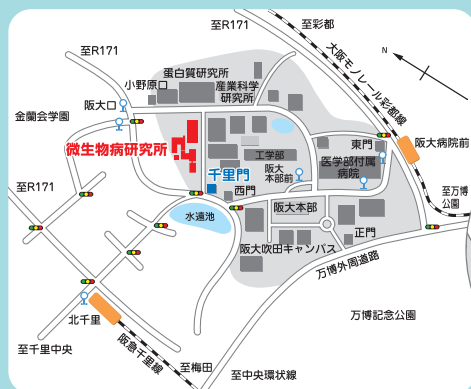 至R171
至彩都
至R171
大阪モノレール彩都線
N
蛋白質研究所
小野原口
産業科学
研究所
阪大口
金蘭会学園
微生物病研究所
工学部
東門
阪大病院前
千里門
阪大
本部前
医学部付属
病院
至R171
西門
至万博
公園
水遠池
阪大本部
正門
阪大吹田キャンパス
万博外周道路
北千里
万博記念公園
至千里中央
阪急千里線
至梅田
至中央環状線